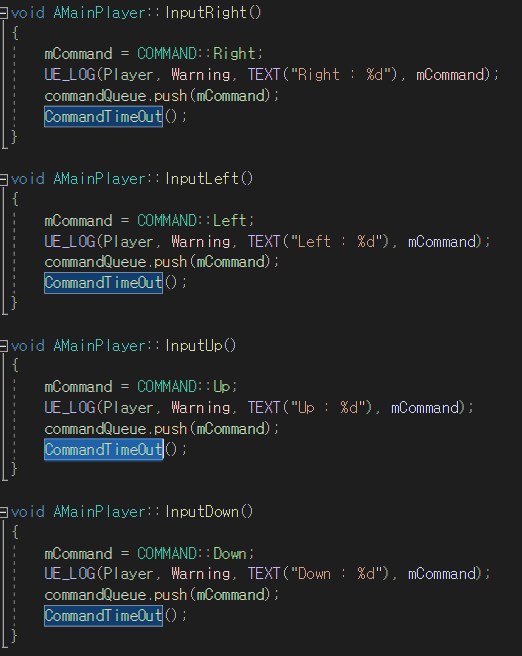 void AMainPlayer::InputRight()
{
mCommand = COMMAND::Right;
UE_LOG(Player, Warning, TEXT("Right : %d"), mCommand);
commandQueue.push(mCommand);
CommandTimeOut();
}
void AMainPlayer::InputLeft()
{
mCommand = COMMAND::Left;
UE_LOG(Player, Warning, TEXT("Left : %d"), mCommand);
commandQueue.push(mCommand);
CommandTimeOut();
}
void AMainPlayer::InputUp()
{
mCommand = COMMAND::Up;
UE_LOG(Player, Warning, TEXT("Up : %d"), mCommand);
commandQueue.push(mCommand);
CommandTimeOut();
}
void AMainPlayer::InputDown()
{
mCommand = COMMAND::Down;
UE_LOG(Player, Warning, TEXT("Down : %d"), mCommand);
commandQueue.push(mCommand);
CommandTimeOut();
}